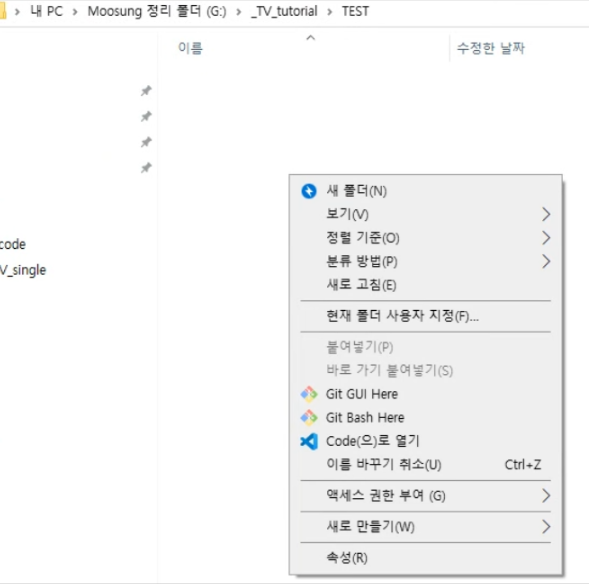 내 PC > Moosung 정리 폴더 (G:) > _TV_tutorial > TEST
이름 수정한 날짜
code
V_single
새 폴더(N)
보기(V)
정렬 기준(O)
분류 방법(P)
새로 고침(E)
현재 폴더 사용자 지정(F)...
붙여넣기(P)
바로 가기 붙여넣기(S)
Git GUI Here
Git Bash Here
Code(으)로 열기
이름 바꾸기 취소(U) Ctrl+Z
액세스 권한 부여 (G)
새로 만들기(W)
속성(R)